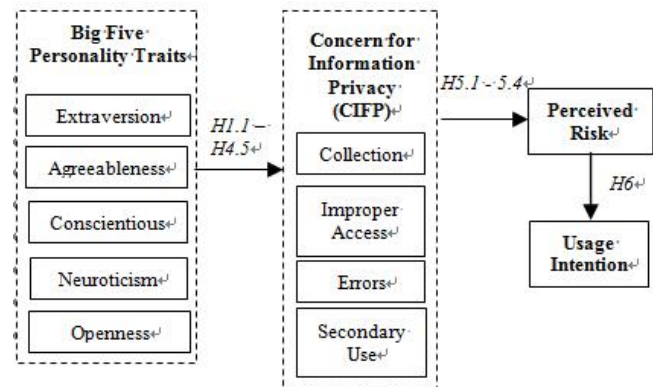 Big Five
Personality Traits
Extraversion
Agreeableness
Conscientious
Neuroticism
Openness
H1.1 –
H4.5
Concern for
Information
Privacy
(CIFP)
Collection
Improper
Access
Errors
Secondary
Use
H5.1 - 5.4
Perceived
Risk
H6
Usage
Intention